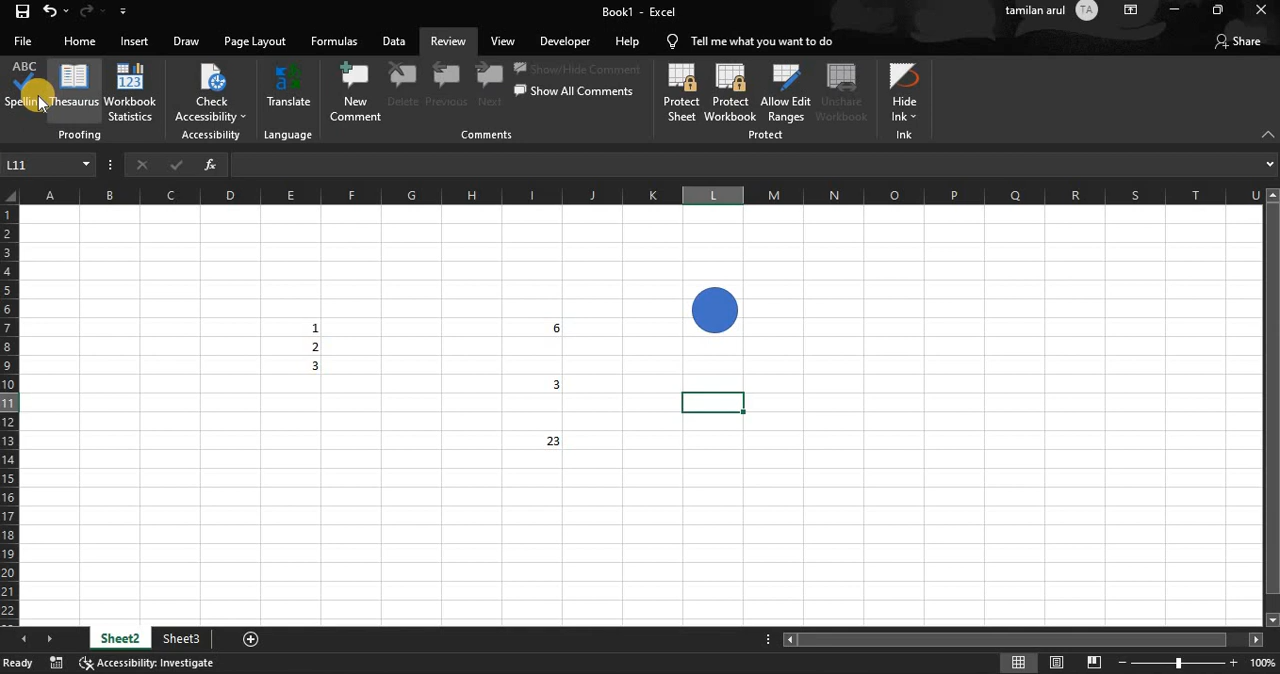 Book1 - Excel
tamilan arul
TA
File Home Insert Draw Page Layout Formulas Data Review View Developer Help Tell me what you want to do Share
ABC
Spelling Thesaurus
123
Workbook Statistics
Proofing
Check Accessibility
Accessibility
Translate
Language
New Comment
Delete Previous Next
Show/Hide Comment
Show All Comments
Comments
Protect Sheet
Protect Workbook
Allow Edit Ranges
Unshare Workbook
Protect
Hide Ink
Ink
L11
fx
A B C D E F G H I J K L M N O P Q R S T U
1
2
3
4
5
6
7 1 6
8 2
9 3
10 3
11
12
13 23
14
15
16
17
18
19
20
21
22
Sheet2 Sheet3
Ready Accessibility: Investigate 100%